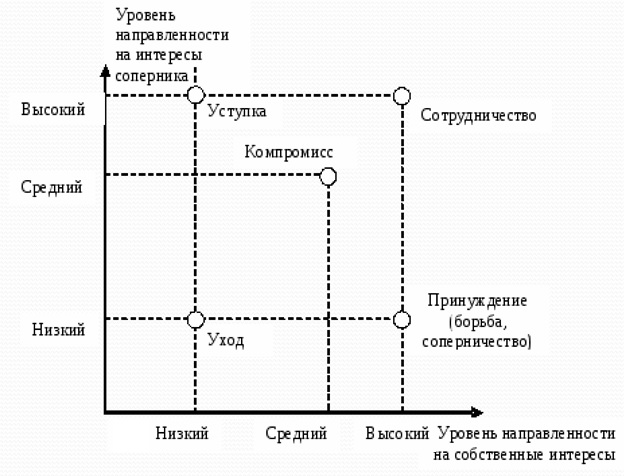 Уровень
направленности
на интересы
соперника
Высокий
Уступка
Сотрудничество
Компромисс
Средний
Принуждение
(борьба,
соперничество)
Низкий
Уход
Низкий
Средний
Высокий
Уровень направленности
на собственные интересы